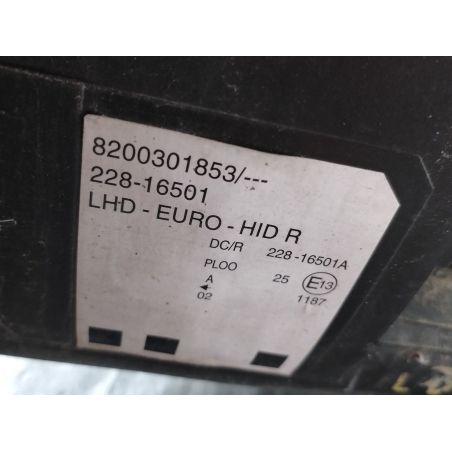 8200301853/---
228-16501
LHD - EURO - HID R
DC/R 228-16501A
PLOO
A 25 E13
02 1187